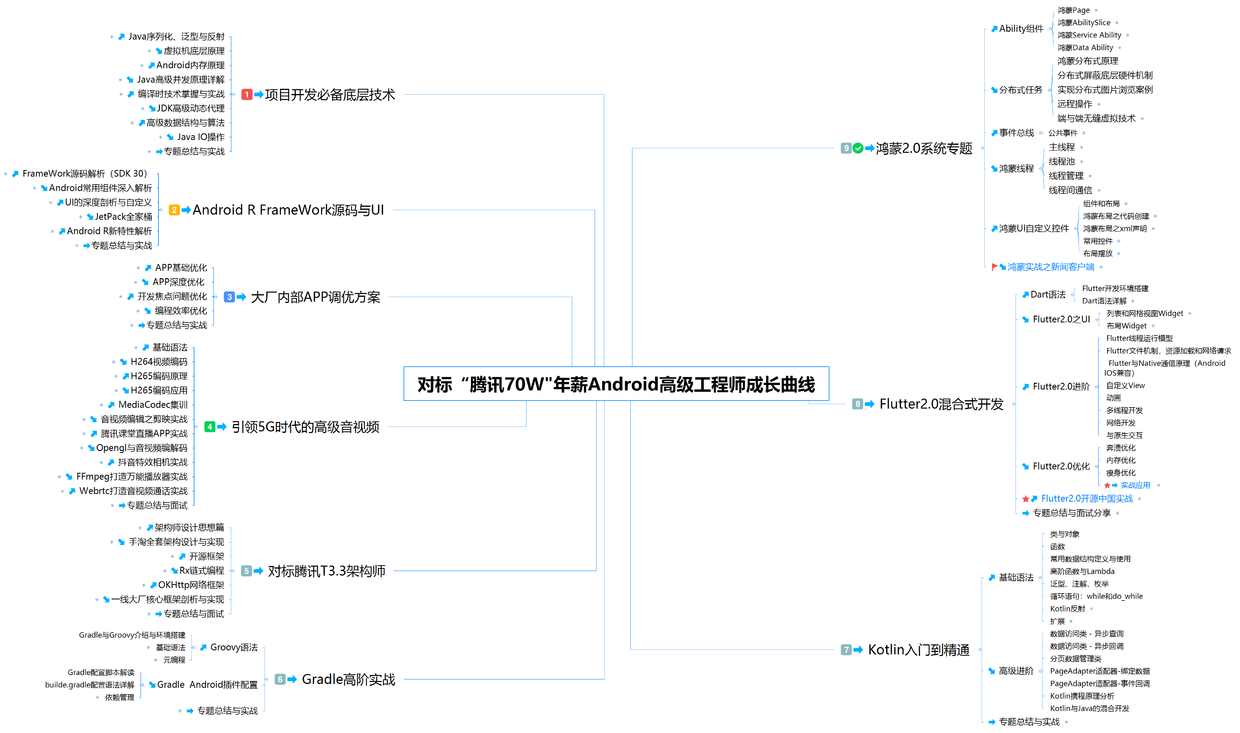 对标“腾讯70W"年薪Android高级工程师成长曲线
1
项目开发必备底层技术
Java序列化、泛型与反射
虚拟机底层原理
Android内存原理
Java高级并发原理详解
编译时技术掌握与实战
JDK高级动态代理
高级数据结构与算法
Java IO操作
专题总结与实战
2
Android R FrameWork源码与UI
FrameWork源码解析（SDK 30）
Android常用组件深入解析
UI的深度剖析与自定义
JetPack全家桶
Android R新特性解析
专题总结与实战
3
大厂内部APP调优方案
APP基础优化
APP深度优化
开发焦点问题优化
编程效率优化
专题总结与实战
4
引领5G时代的高级音视频
基础语法
H264视频编码
H265编码原理
H265编码应用
MediaCodec集训
音视频编辑之剪映实战
腾讯课堂直播APP实战
Opengl与音视频编解码
抖音特效相机实战
FFmpeg打造万能播放器实战
Webrtc打造音视频通话实战
专题总结与面试
5
对标腾讯T3.3架构师
架构师设计思想篇
手淘全套架构设计与实现
开源框架
Rx链式编程
OKHttp网络框架
一线大厂核心框架剖析与实现
专题总结与面试
6
Gradle高阶实战
Groovy语法
Gradle与Groovy介绍与环境搭建
基础语法
元编程
Gradle Android插件配置
Gradle配置脚本解读
builde.gradle配置语法详解
依赖管理
专题总结与实战
9
鸿蒙2.0系统专题
Ability组件
鸿蒙Page
鸿蒙AbilitySlice
鸿蒙Service Ability
鸿蒙Data Ability
分布式任务
鸿蒙分布式原理
分布式屏蔽底层硬件机制
实现分布式图片浏览案例
远程操作
端与端无缝虚拟技术
事件总线
公共事件
鸿蒙线程
主线程
线程池
线程管理
线程间通信
鸿蒙UI自定义控件
组件和布局
鸿蒙布局之代码创建
鸿蒙布局之xml声明
常用控件
布局摆放
鸿蒙实战之新闻客户端
8
Flutter2.0混合式开发
Dart语法
Flutter开发环境搭建
Dart语法详解
Flutter2.0之UI
列表和网格视图Widget
布局Widget
Flutter2.0进阶
Flutter线程运行模型
Flutter文件机制，资源加载和网络请求
Flutter与Native通信原理（Android
IOS兼容）
自定义View
动画
多线程开发
网络开发
与原生交互
Flutter2.0优化
奔溃优化
内存优化
瘦身优化
实战应用
Flutter2.0开源中国实战
专题总结与面试分享
7
Kotlin入门到精通
基础语法
类与对象
函数
常用数据结构定义与使用
高阶函数与Lambda
泛型、注解、枚举
循环语句：while和do_while
Kotlin反射
扩展
高级进阶
数据访问类 - 异步查询
数据访问类 - 异步回调
分页数据管理类
PageAdapter适配器-绑定数据
PageAdapter适配器-事件回调
Kotlin携程原理分析
Kotlin与Java的混合开发
专题总结与实战